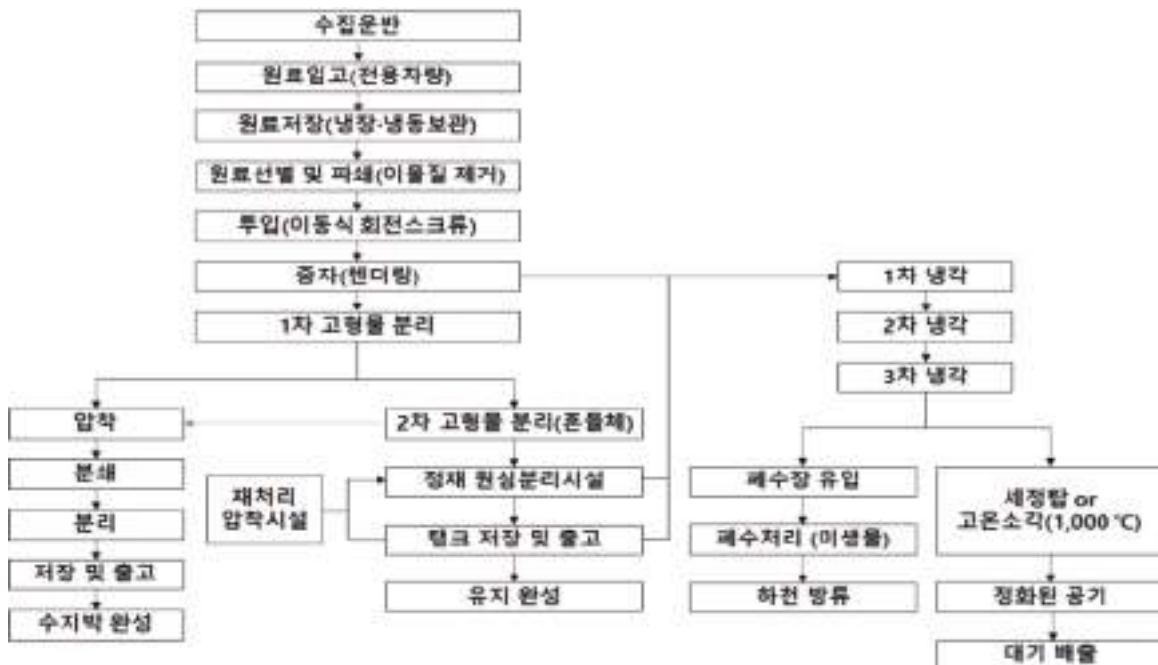 수집운반
원료입고(전용차량)
원료저장(냉장·냉동보관)
원료선별 및 파쇄(이물질 제거)
투입(이동식 회전스크류)
증자(렌더링)
1차 고형물 분리
압착
분쇄
분리
저장 및 출고
수지박 완성
2차 고형물 분리(흔들체)
재처리
압착시설
정재 원심분리시설
탱크 저장 및 출고
유지 완성
1차 냉각
2차 냉각
3차 냉각
폐수장 유입
폐수처리 (미생물)
하천 방류
세정탑 or
고온소각(1,000 ℃)
정화된 공기
대기 배출